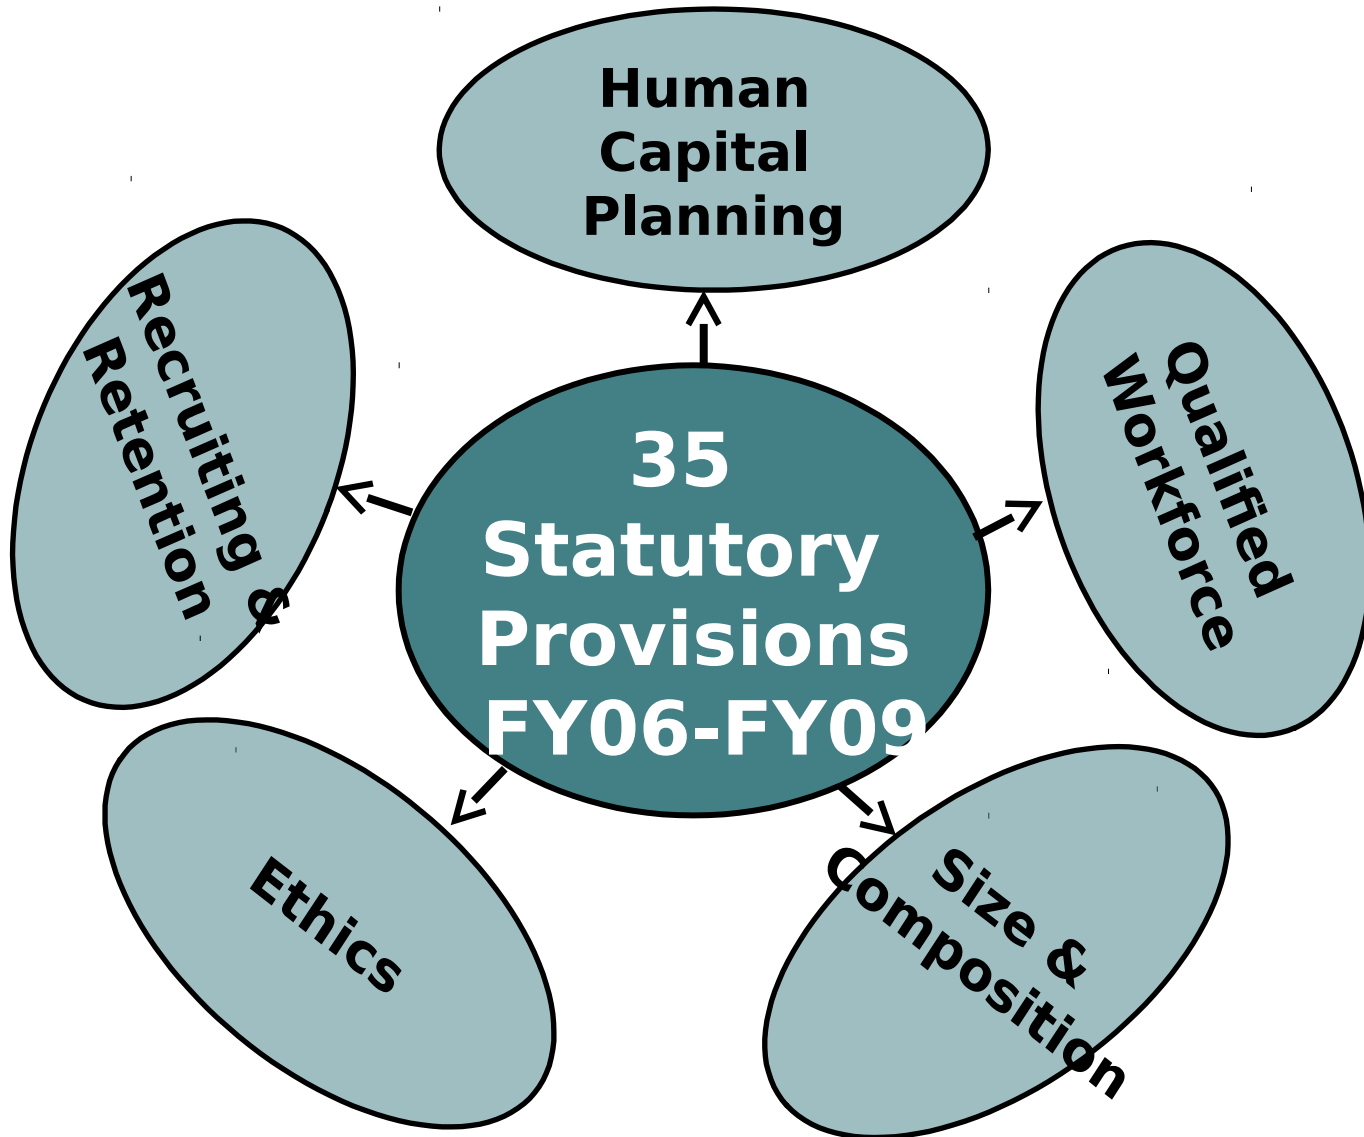 Human
Capital
Planning
Recruiting &
Retention
Qualified
Workforce
35
Statutory
Provisions
FY06-FY09
Ethics
Size &
Composition